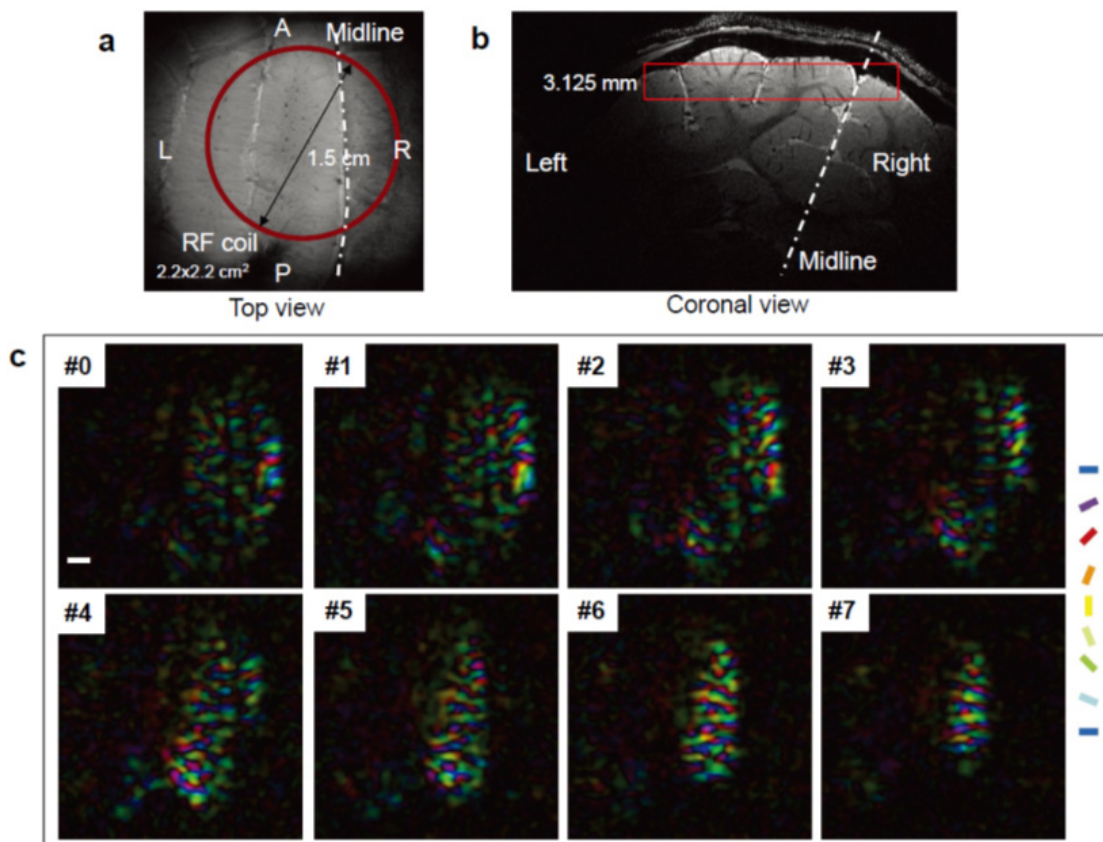 a
A
Midline
L
1.5 cm
R
RF coil
2.2x2.2 cm²
P
Top view
b
3.125 mm
Left
Right
Midline
Coronal view
c
#0
#1
#2
#3
#4
#5
#6
#7